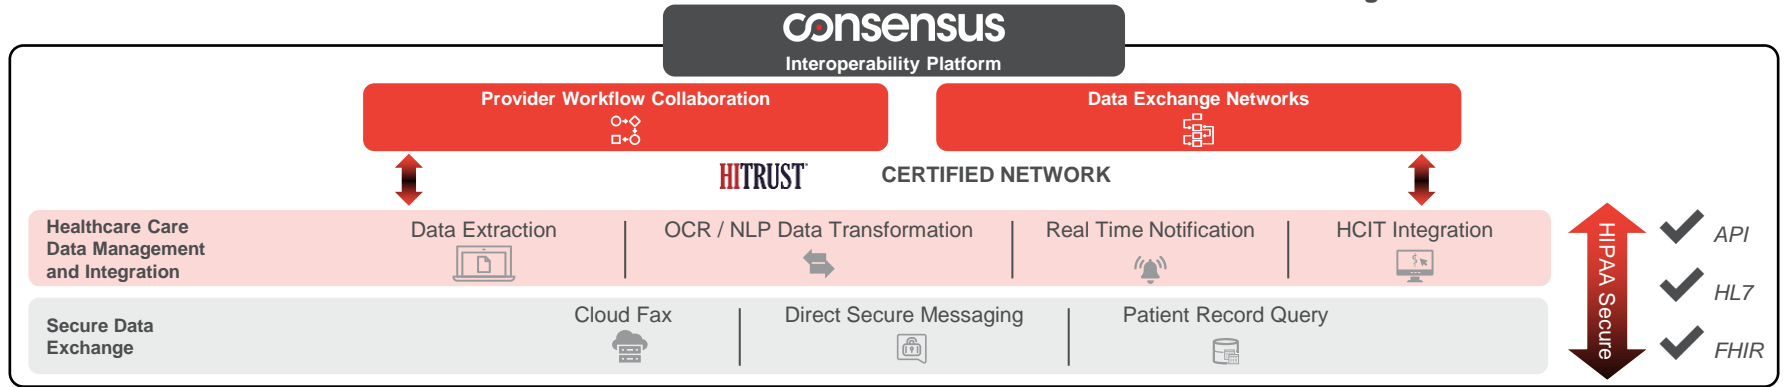 consensus
Interoperability Platform
Provider Workflow Collaboration
Data Exchange Networks
HITRUST
CERTIFIED NETWORK
Healthcare Care
Data Management
and Integration
Data Extraction
OCR / NLP Data Transformation
Real Time Notification
HCIT Integration
Secure Data
Exchange
Cloud Fax
Direct Secure Messaging
Patient Record Query
HIPAA Secure
API
HL7
FHIR